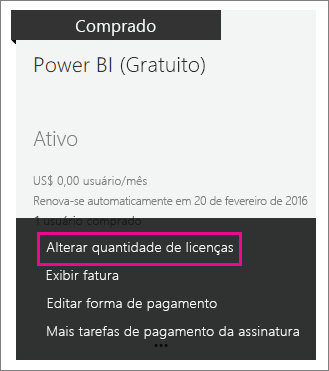 Comprado
Power BI (Gratuito)
Ativo
US$ 0,00 usuário/mês
Renova-se automaticamente em 20 de fevereiro de 2016
1 usuário comprado
Alterar quantidade de licenças
Exibir fatura
Editar forma de pagamento
Mais tarefas de pagamento da assinatura
...